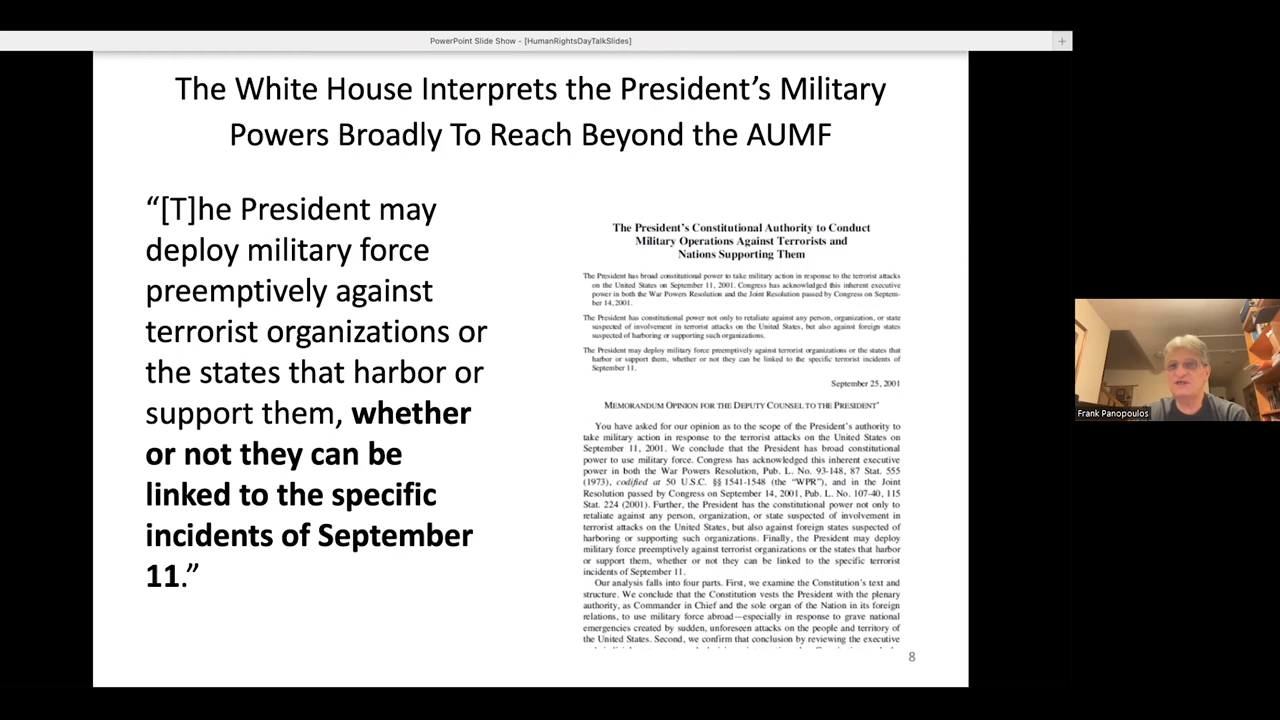 PowerPoint Slide Show - [HumanRightsDayTalkSlides]
The White House Interprets the President’s Military
Powers Broadly To Reach Beyond the AUMF
“[T]he President may
deploy military force
preemptively against
terrorist organizations or
the states that harbor or
support them, whether
or not they can be
linked to the specific
incidents of September
11.”
The President's Constitutional Authority to Conduct
Military Operations Against Terrorists and
Nations Supporting Them
The President has broad constitutional power to take military action in response to the terrorist attacks
on the United States on September 11, 2001. Congress has acknowledged this inherent executive
power in both the War Powers Resolution and the Joint Resolution passed by Congress on Septem-
ber 14, 2001.
The President has constitutional power not only to retaliate against any person, organization, or state
suspected of involvement in terrorist attacks on the United States, but also against foreign states
suspected of harboring or supporting such organizations.
The President may deploy military force preemptively against terrorist organizations or the states that
harbor or support them, whether or not they can be linked to the specific terrorist incidents of
September 11.
September 25, 2001
MEMORANDUM OPINION FOR THE DEPUTY COUNSEL TO THE PRESIDENT*
You have asked for our opinion as to the scope of the President's authority to
take military action in response to the terrorist attacks on the United States on
September 11, 2001. We conclude that the President has broad constitutional
power to use military force. Congress has acknowledged this inherent executive
power in both the War Powers Resolution, Pub. L. No. 93-148, 87 Stat. 555
(1973), codified at 50 U.S.C. §§ 1541-1548 (the "WPR"), and in the Joint
Resolution passed by Congress on September 14, 2001, Pub. L. No. 107-40, 115
Stat. 224 (2001). Further, the President has the constitutional power not only to
retaliate against any person, organization, or state suspected of involvement in
terrorist attacks on the United States, but also against foreign states suspected of
harboring or supporting such organizations. Finally, the President may deploy
military force preemptively against terrorist organizations or the states that harbor
or support them, whether or not they can be linked to the specific terrorist
incidents of September 11.
Our analysis falls into four parts. First, we examine the Constitution's text and
structure. We conclude that the Constitution vests the President with the plenary
authority, as Commander in Chief and the sole organ of the Nation in its foreign
relations, to use military force abroad—especially in response to grave national
emergencies created by sudden, unforeseen attacks on the people and territory of
the United States. Second, we confirm that conclusion by reviewing the executive
8
Frank Panopoulos